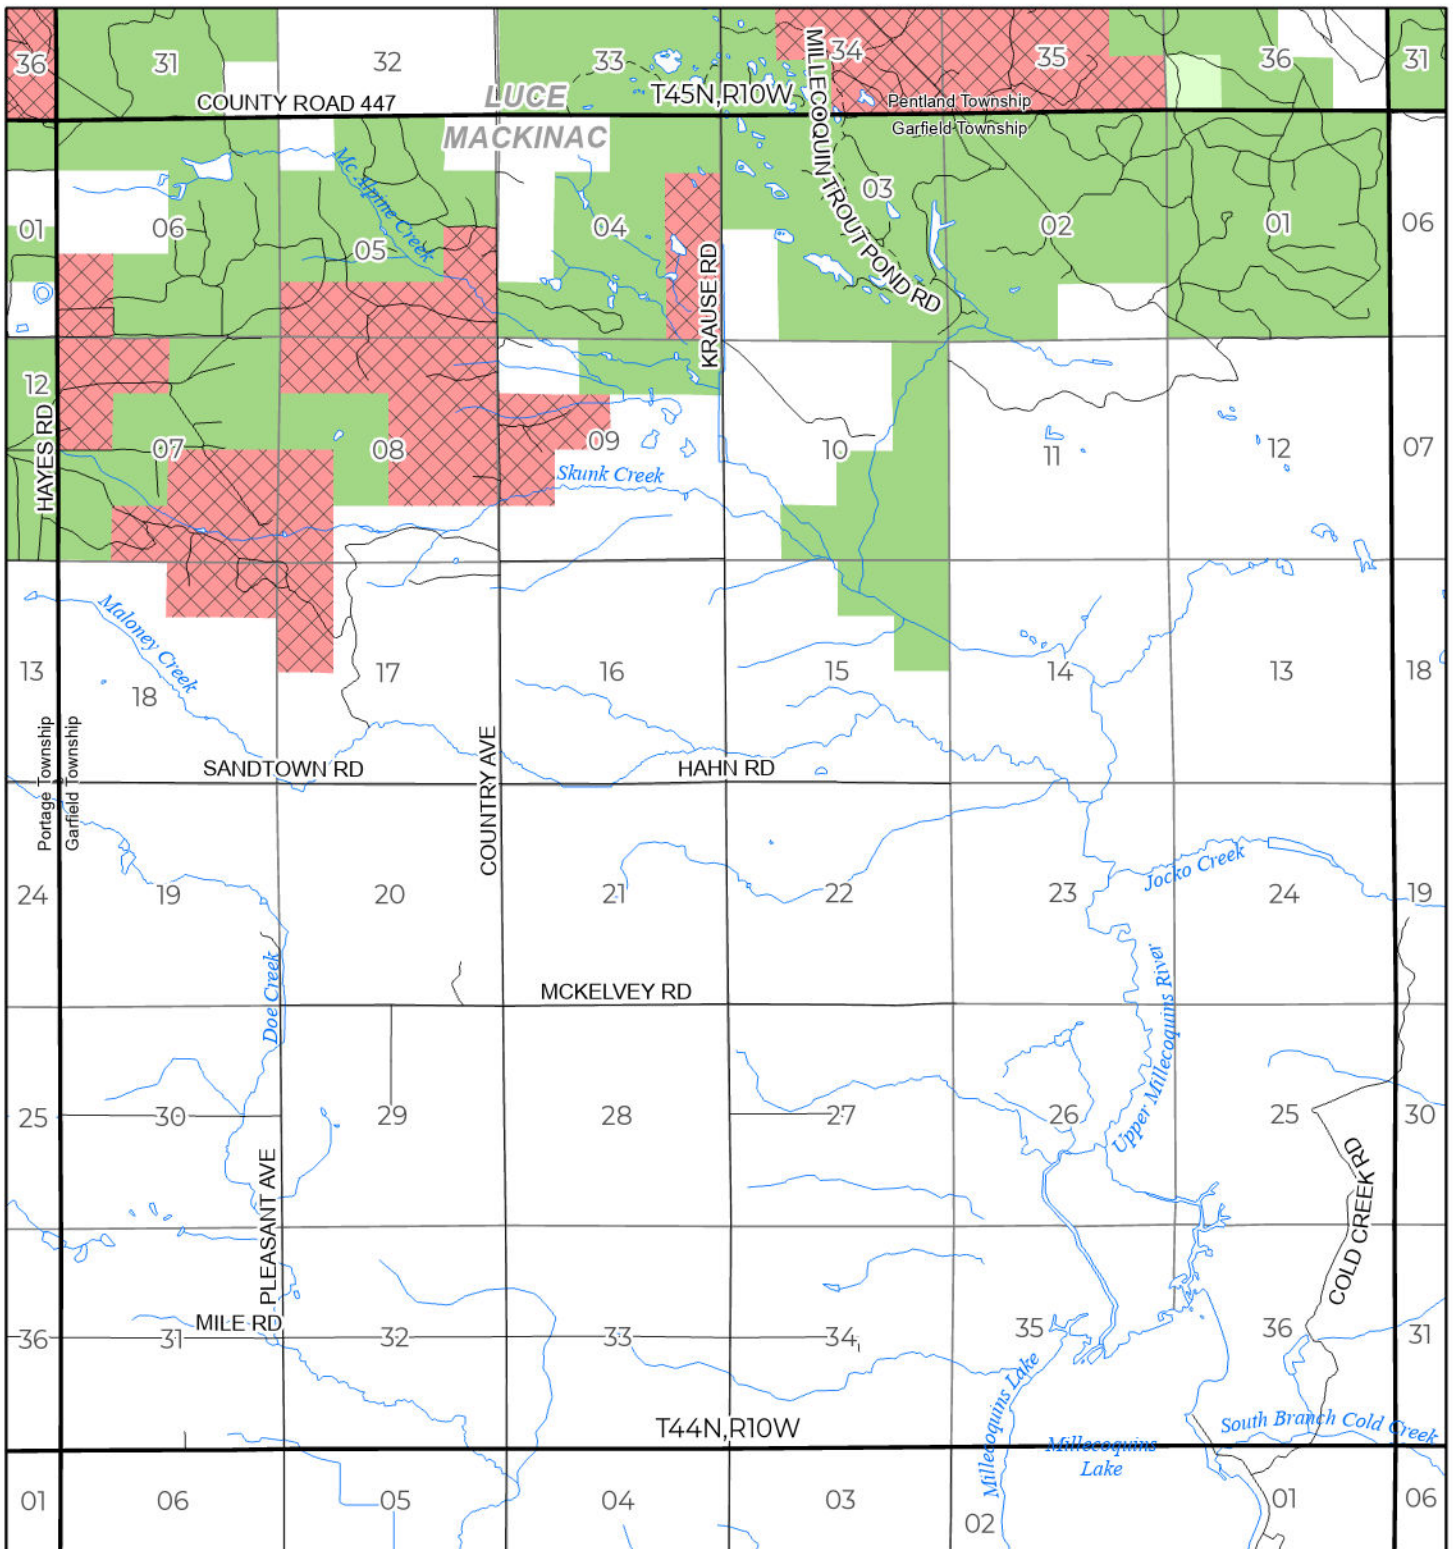 36
31
32
33
34
35
36
31
LUCE
COUNTY ROAD 447
T45N,R10W
Pentland Township
MACKINAC
Garfield Township
MILLECOQUIN TROUT POND RD
Mc Alpine Creek
01
06
05
04
03
02
01
06
KRAUSE RD
12
HAYES RD
07
08
09
10
11
12
07
Skunk Creek
Maloney Creek
13
18
17
16
15
14
13
18
Portage Township
Garfield Township
SANDTOWN RD
COUNTRY AVE
HAHN RD
24
19
20
21
22
23
Jocko Creek
24
19
Doe Creek
MCKELVEY RD
Upper Millecoquins River
25
30
29
28
27
26
25
30
PLEASANT AVE
COLD CREEK RD
MILE RD
36
31
32
33
34
35
36
31
Millecoquins Lake
T44N,R10W
South Branch Cold Creek
Millecoquins
Lake
01
06
05
04
03
02
01
06